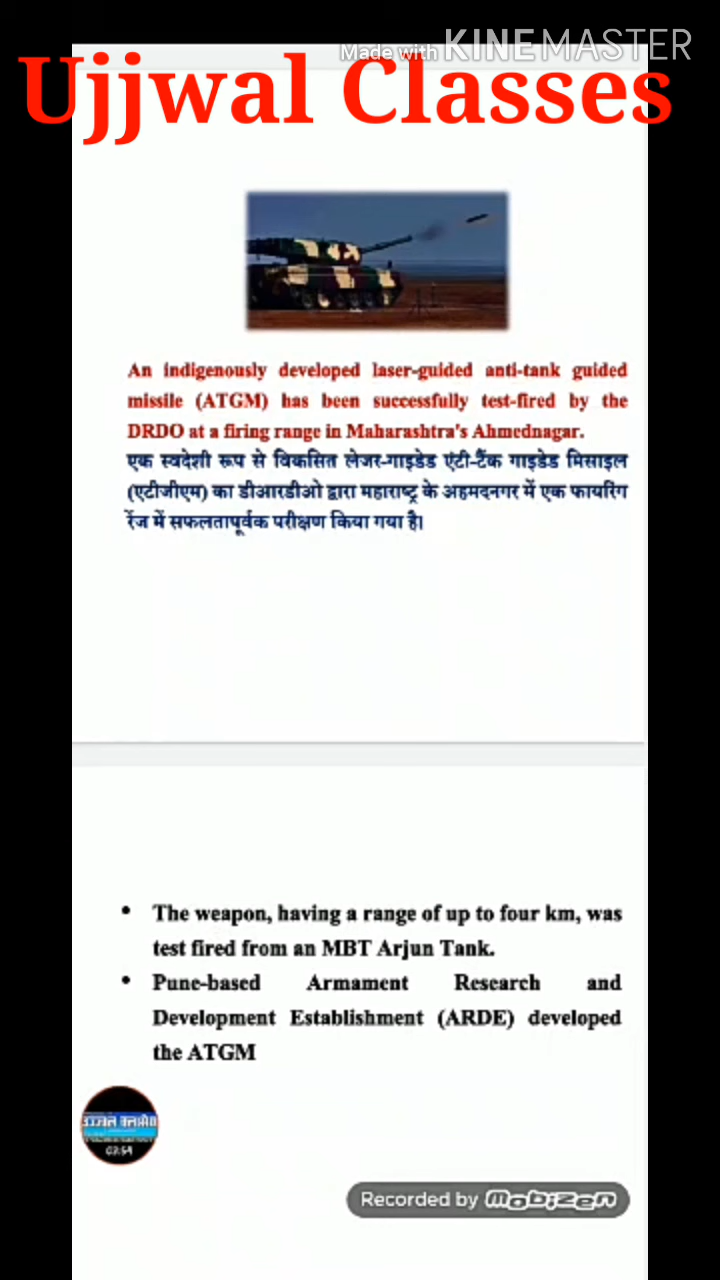 Made with KINEMASTER
Ujjwal Classes
An indigenously developed laser-guided anti-tank guided
missile (ATGM) has been successfully test-fired by the
DRDO at a firing range in Maharashtra's Ahmednagar.
एक स्वदेशी रूप से विकसित लेजर-गाइडेड एंटी-टैंक गाइडेड मिसाइल
(एटीजीएम) का डीआरडीओ द्वारा महाराष्ट्र के अहमदनगर में एक फायरिंग
रेंज में सफलतापूर्वक परीक्षण किया गया है।
• The weapon, having a range of up to four km, was
test fired from an MBT Arjun Tank.
• Pune-based Armament Research and
Development Establishment (ARDE) developed
the ATGM
उज्जवल क्लासेस
03:54
Recorded by mobizen